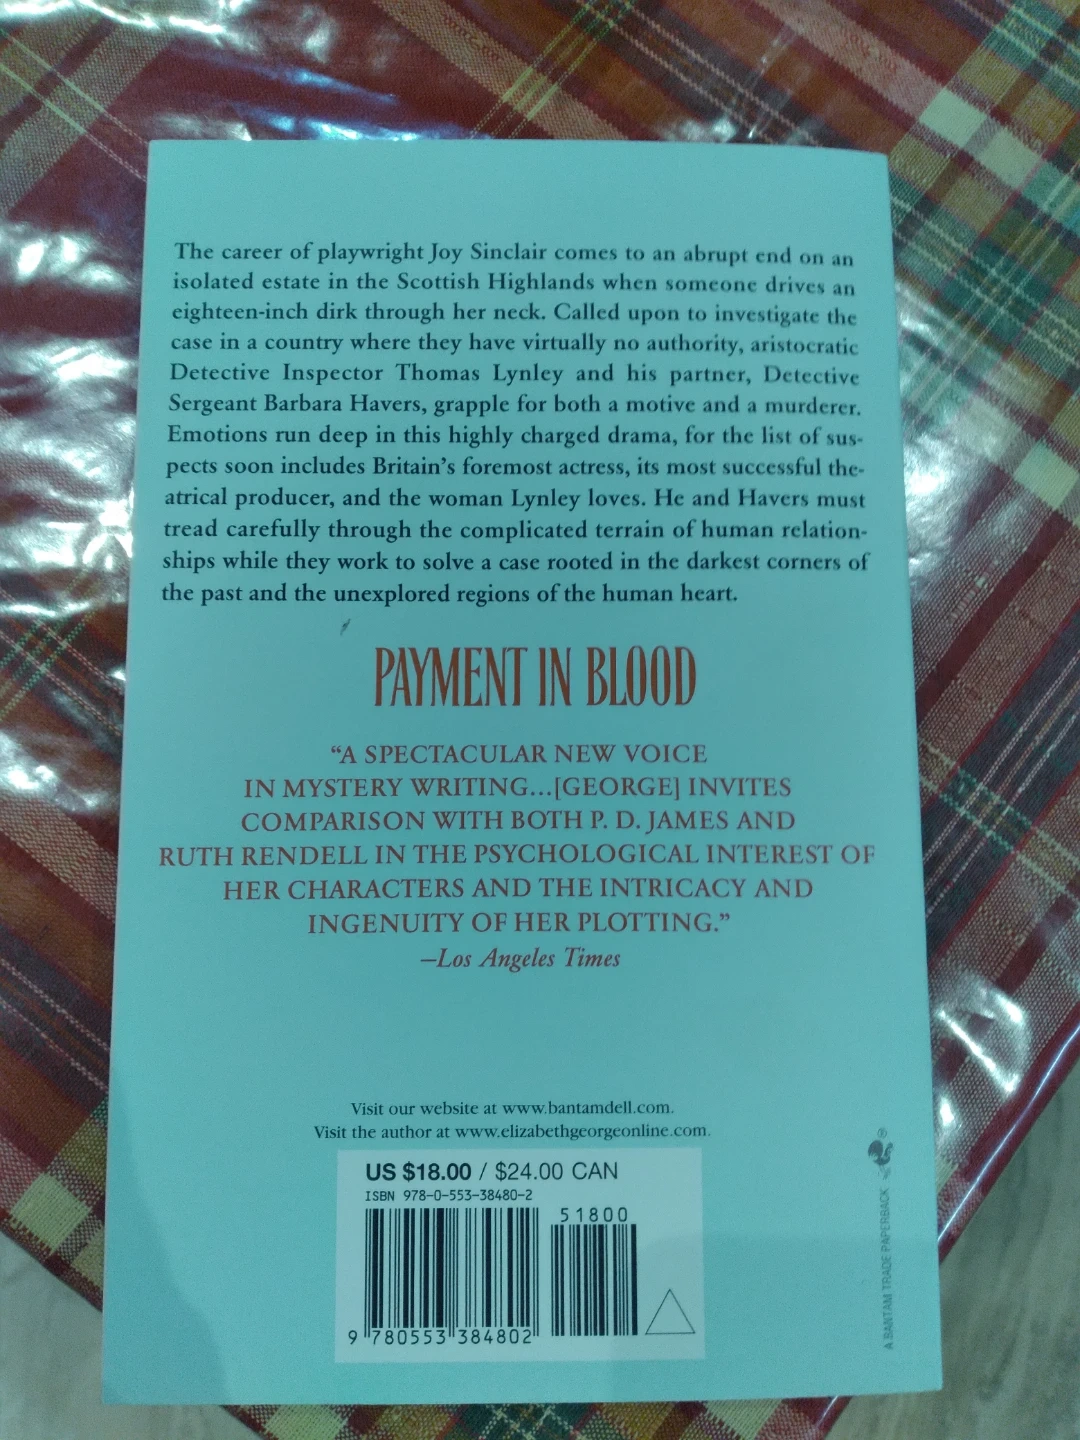 The career of playwright Joy Sinclair comes to an abrupt end on an
isolated estate in the Scottish Highlands when someone drives an
eighteen-inch dirk through her neck. Called upon to investigate the
case in a country where they have virtually no authority, aristocratic
Detective Inspector Thomas Lynley and his partner, Detective
Sergeant Barbara Havers, grapple for both a motive and a murderer.
Emotions run deep in this highly charged drama, for the list of sus-
pects soon includes Britain's foremost actress, its most successful the-
atrical producer, and the woman Lynley loves. He and Havers must
tread carefully through the complicated terrain of human relation-
ships while they work to solve a case rooted in the darkest corners of
the past and the unexplored regions of the human heart.
PAYMENT IN BLOOD
“A SPECTACULAR NEW VOICE
IN MYSTERY WRITING...[GEORGE] INVITES
COMPARISON WITH BOTH P. D. JAMES AND
RUTH RENDELL IN THE PSYCHOLOGICAL INTEREST OF
HER CHARACTERS AND THE INTRICACY AND
INGENUITY OF HER PLOTTING.”
—Los Angeles Times
Visit our website at www.bantamdell.com.
Visit the author at www.elizabethgeorgeonline.com.
US $18.00 / $24.00 CAN
ISBN 978-0-553-38480-2
51800
9 780553 384802
A BANTAM TRADE PAPERBACK